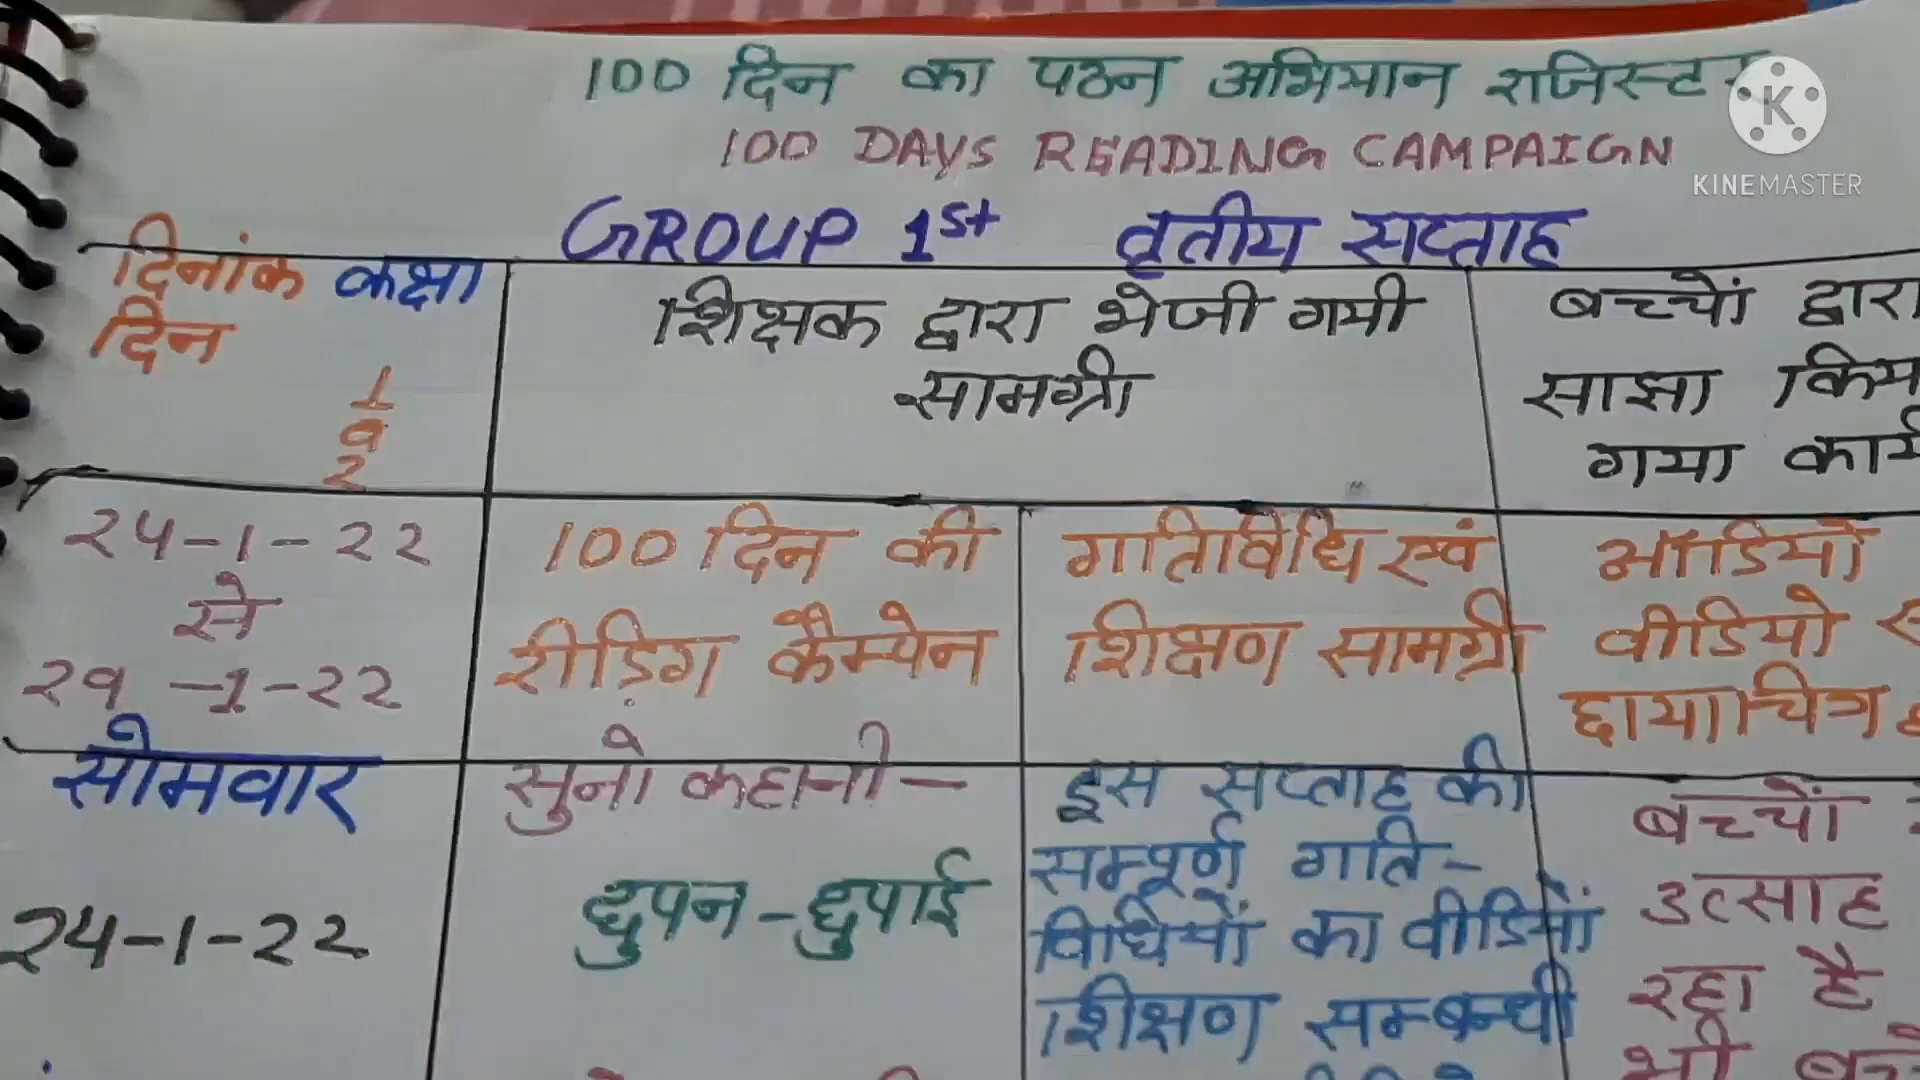 100 दिन का पठन अभियान रजिस्टर
100 DAYS READING CAMPAIGN
KINEMASTER
GROUP 1st तृतीय सप्ताह
दिनांक कक्षा
दिन
1
व
2
शिक्षक द्वारा भेजी गयी
सामग्री
बच्चों द्वारा
साझा किय
गया कार्य
24-1-22
से
29-1-22
100 दिन की
रीडिंग कैम्पेन
गतिविधि एवं
शिक्षण सामग्री
ऑडियो
वीडियो
छायाचित्र
सोमवार
24-1-22
सुनो कहानी-
छुपन-छुपाई
इस सप्ताह की
सम्पूर्ण गति-
विधियों का वीडियों
शिक्षण सम्बन्धी
बच्चों
उत्साह
रहा है
भी